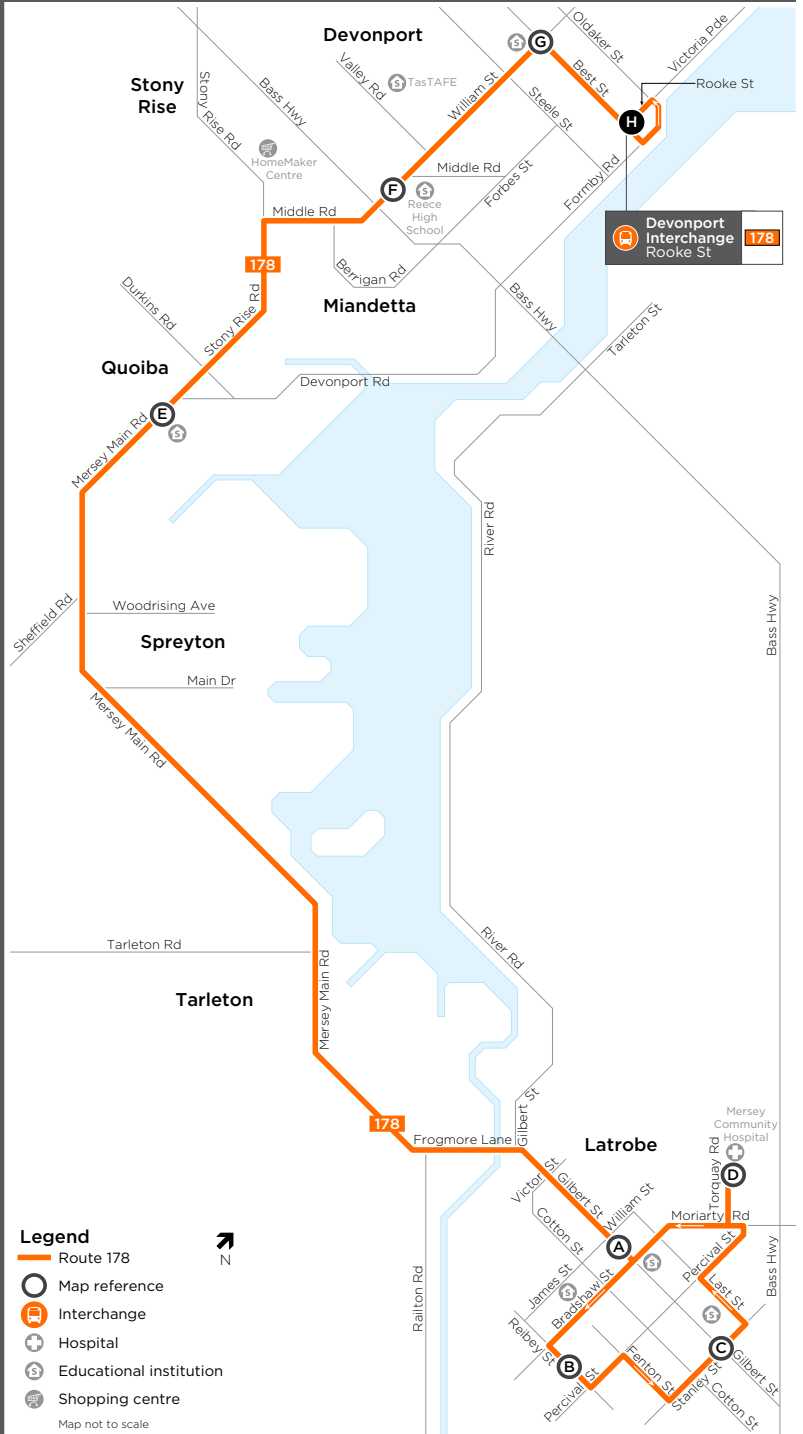 Devonport
G
Oldaker St
Victoria Pde
Stony
Rise
Stony Rise Rd
Bass Hwy
Valley Rd
TasTAFE
William St
Best St
Steele St
Rooke St
H
HomeMaker
Centre
Middle Rd
Forbes St
Formby Rd
F
Reece
High
School
Middle Rd
Devonport
Interchange
Rooke St
178
178
Berrigan Rd
Miandetta
Bass Hwy
Tarleton St
Durkins Rd
Stony Rise Rd
Quoiba
Devonport Rd
E
Mersey Main Rd
River Rd
Sheffield Rd
Woodrising Ave
Bass Hwy
Spreyton
Main Dr
Mersey Main Rd
Tarleton Rd
River Rd
Tarleton
Mersey Main Rd
178
Frogmore Lane
Gilbert St
Latrobe
Mersey
Community
Hospital
D
Torquay Rd
Victor St
Gilbert St
William St
Moriarty Rd
Cotton St
A
Percival St
Bass Hwy
James St
Bradshaw St
Last St
Railton Rd
Reibey St
B
Percival St
Fenton St
C
Stanley St
Gilbert St
Cotton St
Legend
Route 178
N
Map reference
Interchange
Hospital
Educational institution
Shopping centre
Map not to scale